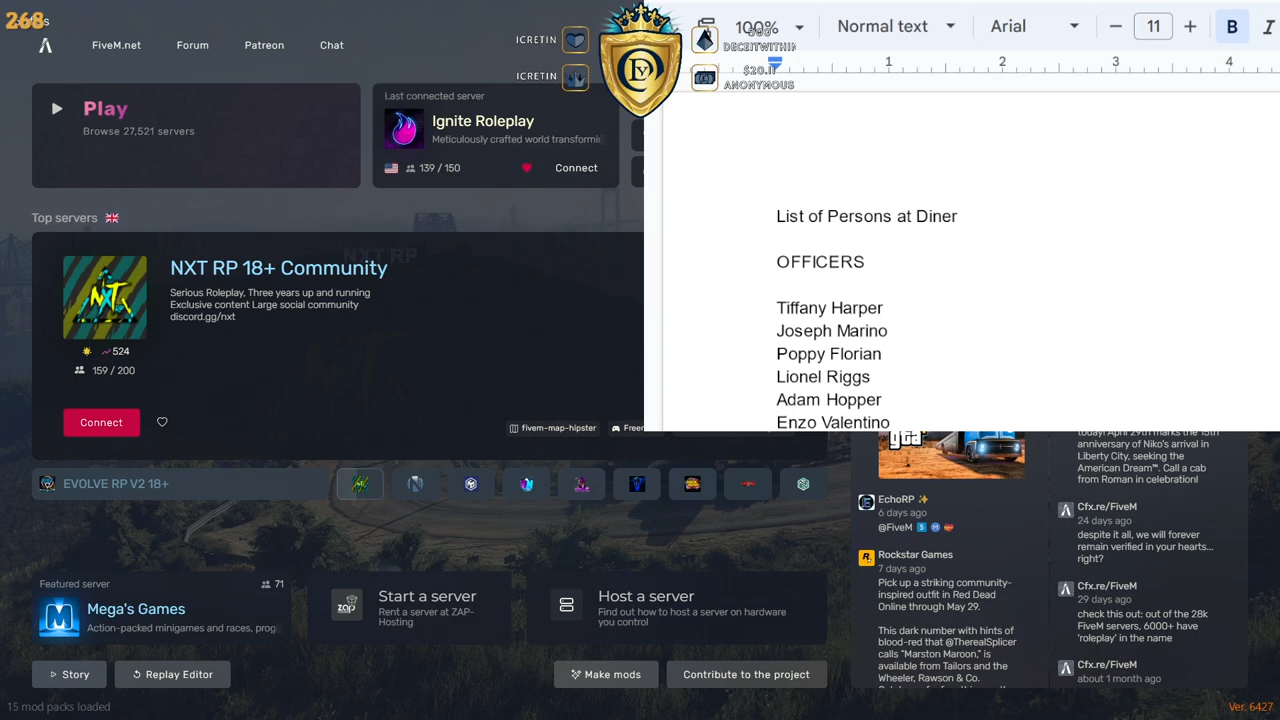 268
FiveM.net
Forum
Patreon
Chat
ICRETIN
ICRETIN
DECEITWITHIN
$20.11
ANONYMOUS
100%
Normal text
Arial
11
B
I
1
2
3
4
Play
Browse 27,521 servers
Last connected server
Ignite Roleplay
Meticulously crafted world transformi
139 / 150
Connect
Top servers
NXT RP
NXT RP 18+ Community
Serious Roleplay, Three years up and running
Exclusive content Large social community
discord.gg/nxt
NXT
RP
524
159 / 200
Connect
fivem-map-hipster
Freer
List of Persons at Diner
OFFICERS
Tiffany Harper
Joseph Marino
Poppy Florian
Lionel Riggs
Adam Hopper
Enzo Valentino
EVOLVE RP V2 18+
Featured server
71
Mega's Games
Action-packed minigames and races, prog
ZAP
Start a server
Rent a server at ZAP-
Hosting
Host a server
Find out how to host a server on hardware
you control
Story
Replay Editor
Make mods
Contribute to the project
gta
EchoRP
6 days ago
@FiveM
Rockstar Games
7 days ago
Pick up a striking community-
inspired outfit in Red Dead
Online through May 29.
This dark number with hints of
blood-red that @TherealSplicer
calls “Marston Maroon,” is
available from Tailors and the
Wheeler, Rawson & Co.
today! April 29th marks the 15th
anniversary of Niko's arrival in
Liberty City, seeking the
American Dream™. Call a cab
from Roman in celebration!
Cfx.re/FiveM
24 days ago
despite it all, we will forever
remain verified in your hearts...
right?
Cfx.re/FiveM
29 days ago
check this out: out of the 28k
FiveM servers, 6000+ have
'roleplay' in the name
Cfx.re/FiveM
about 1 month ago
15 mod packs loaded
Ver. 6427